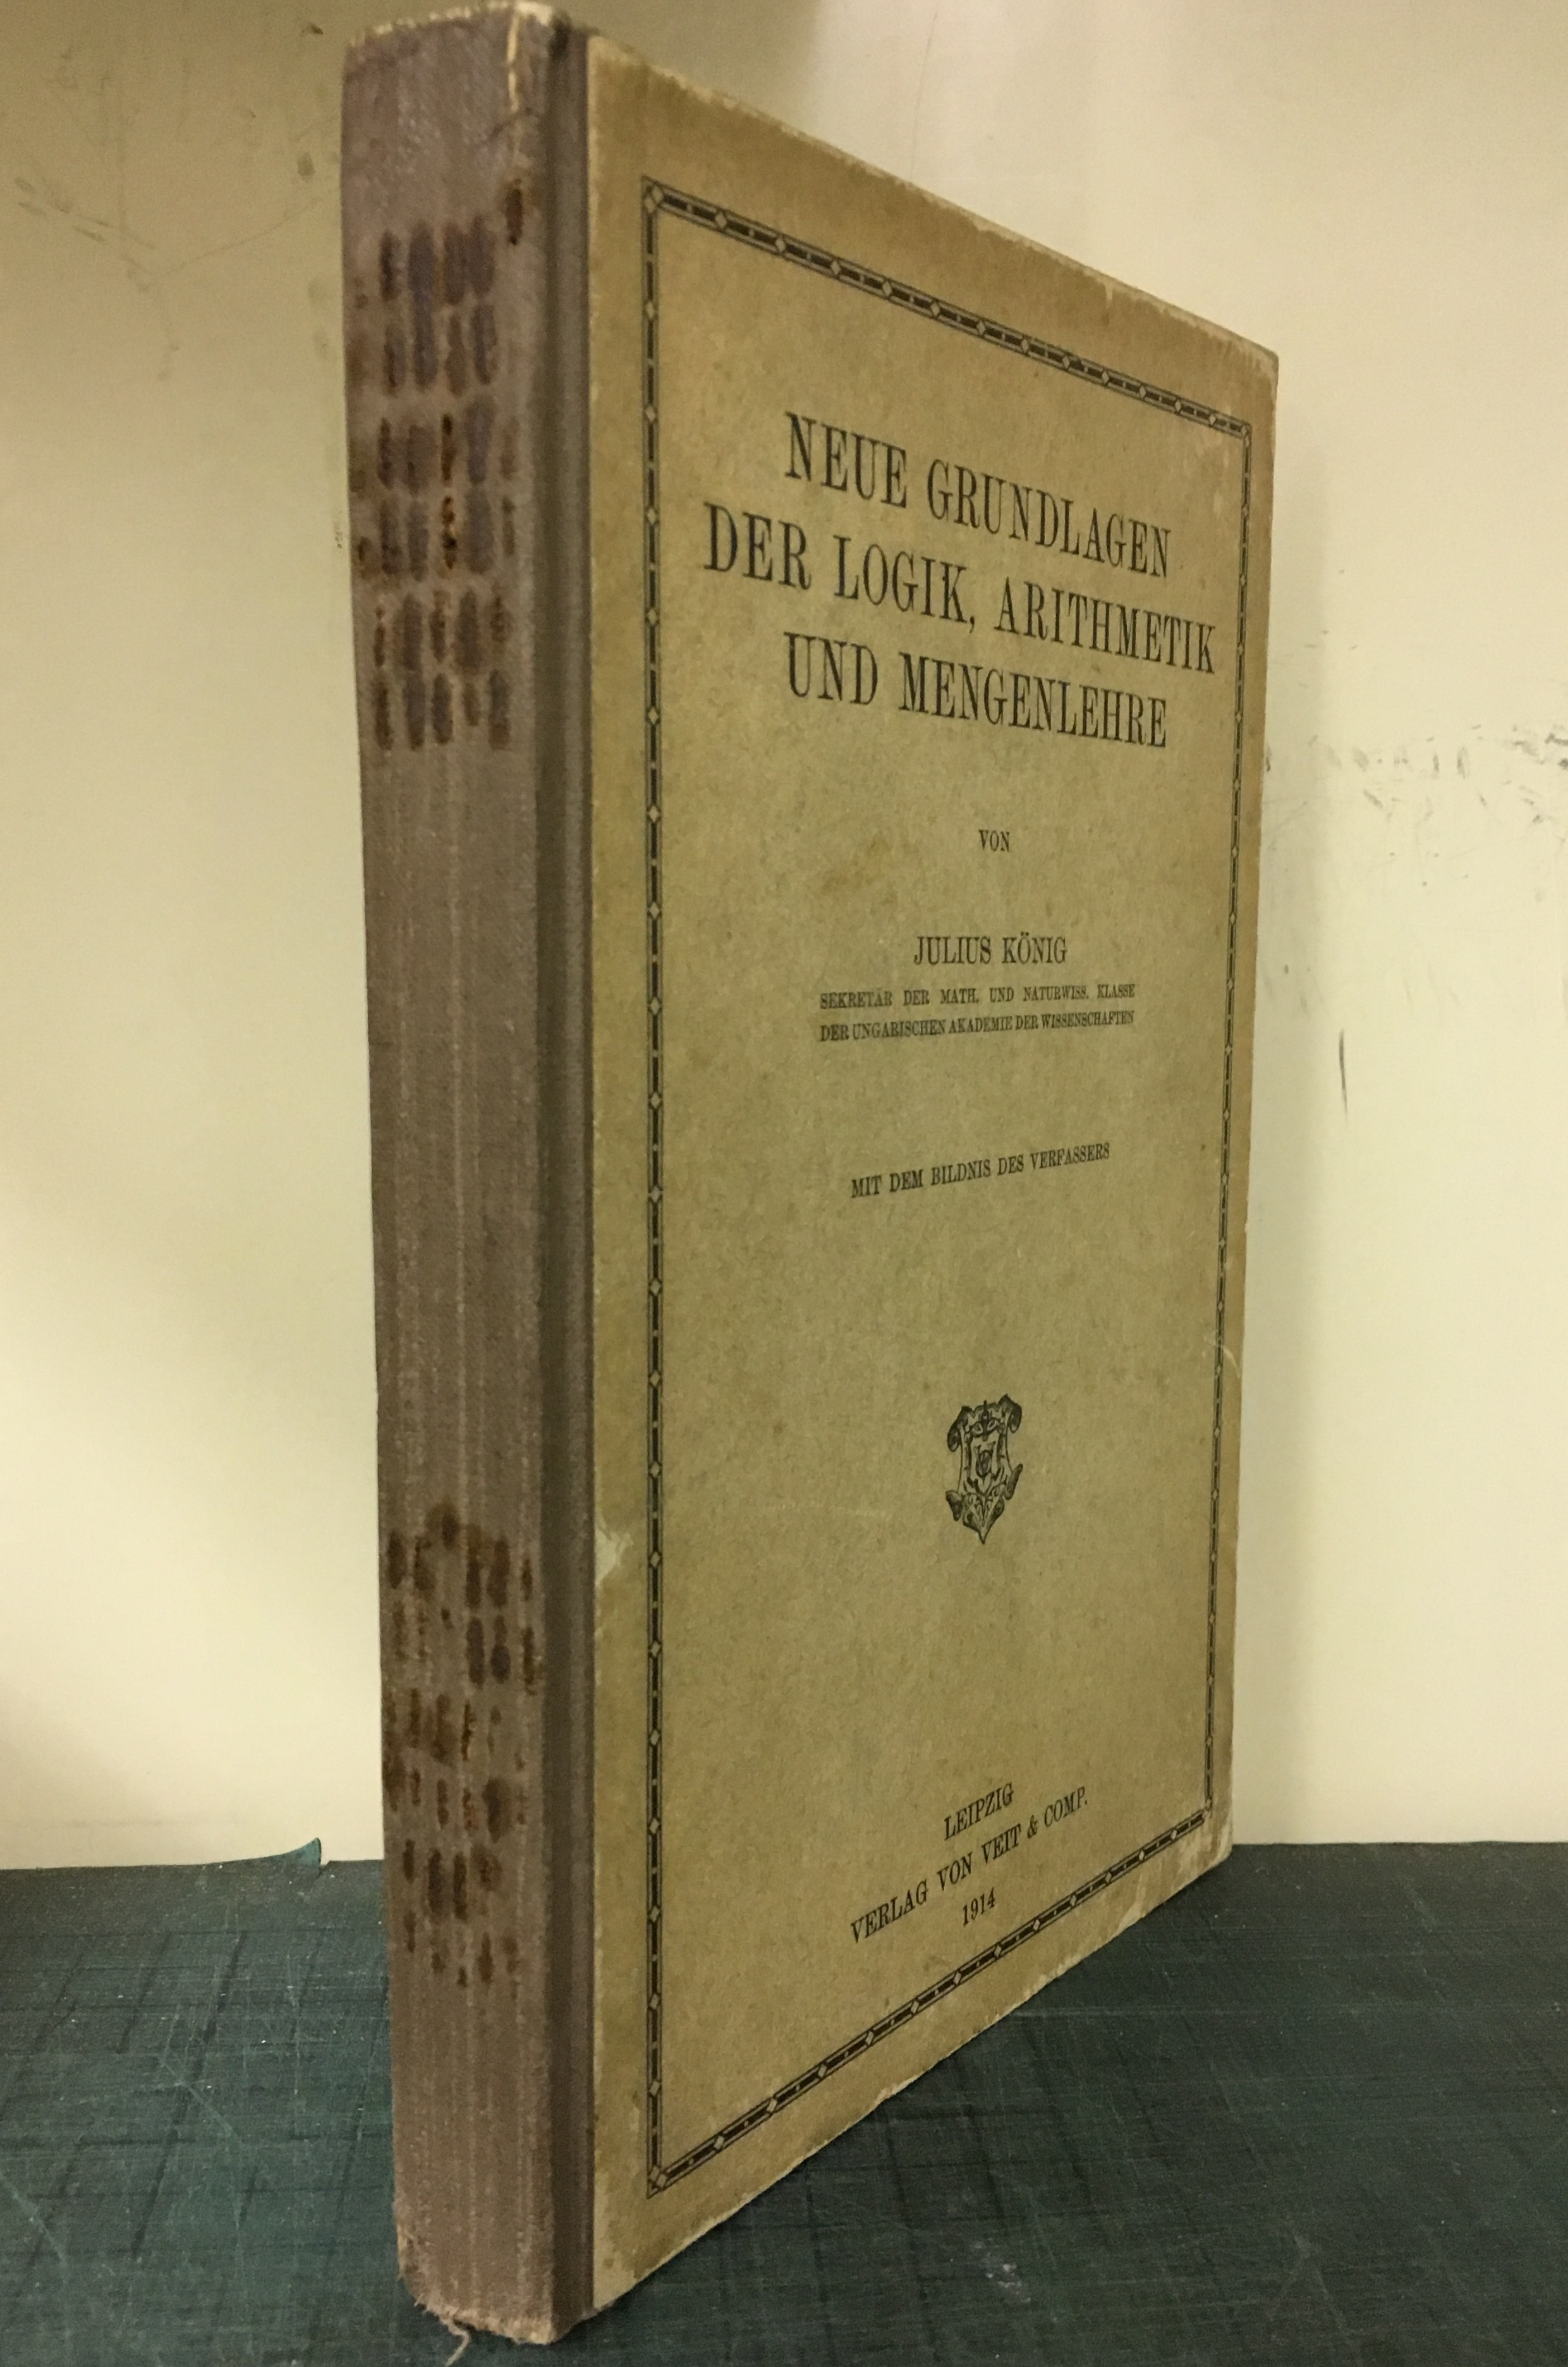 NEUE GRUNDLAGEN
DER LOGIK, ARITHMETIK
UND MENGENLEHRE
VON
JULIUS KÖNIG
SEKRETÄR DER MATH. UND NATURWISS. KLASSE
DER UNGARISCHEN AKADEMIE DER WISSENSCHAFTEN
MIT DEM BILDNIS DES VERFASSERS
LEIPZIG
VERLAG VON VEIT & COMP.
1914